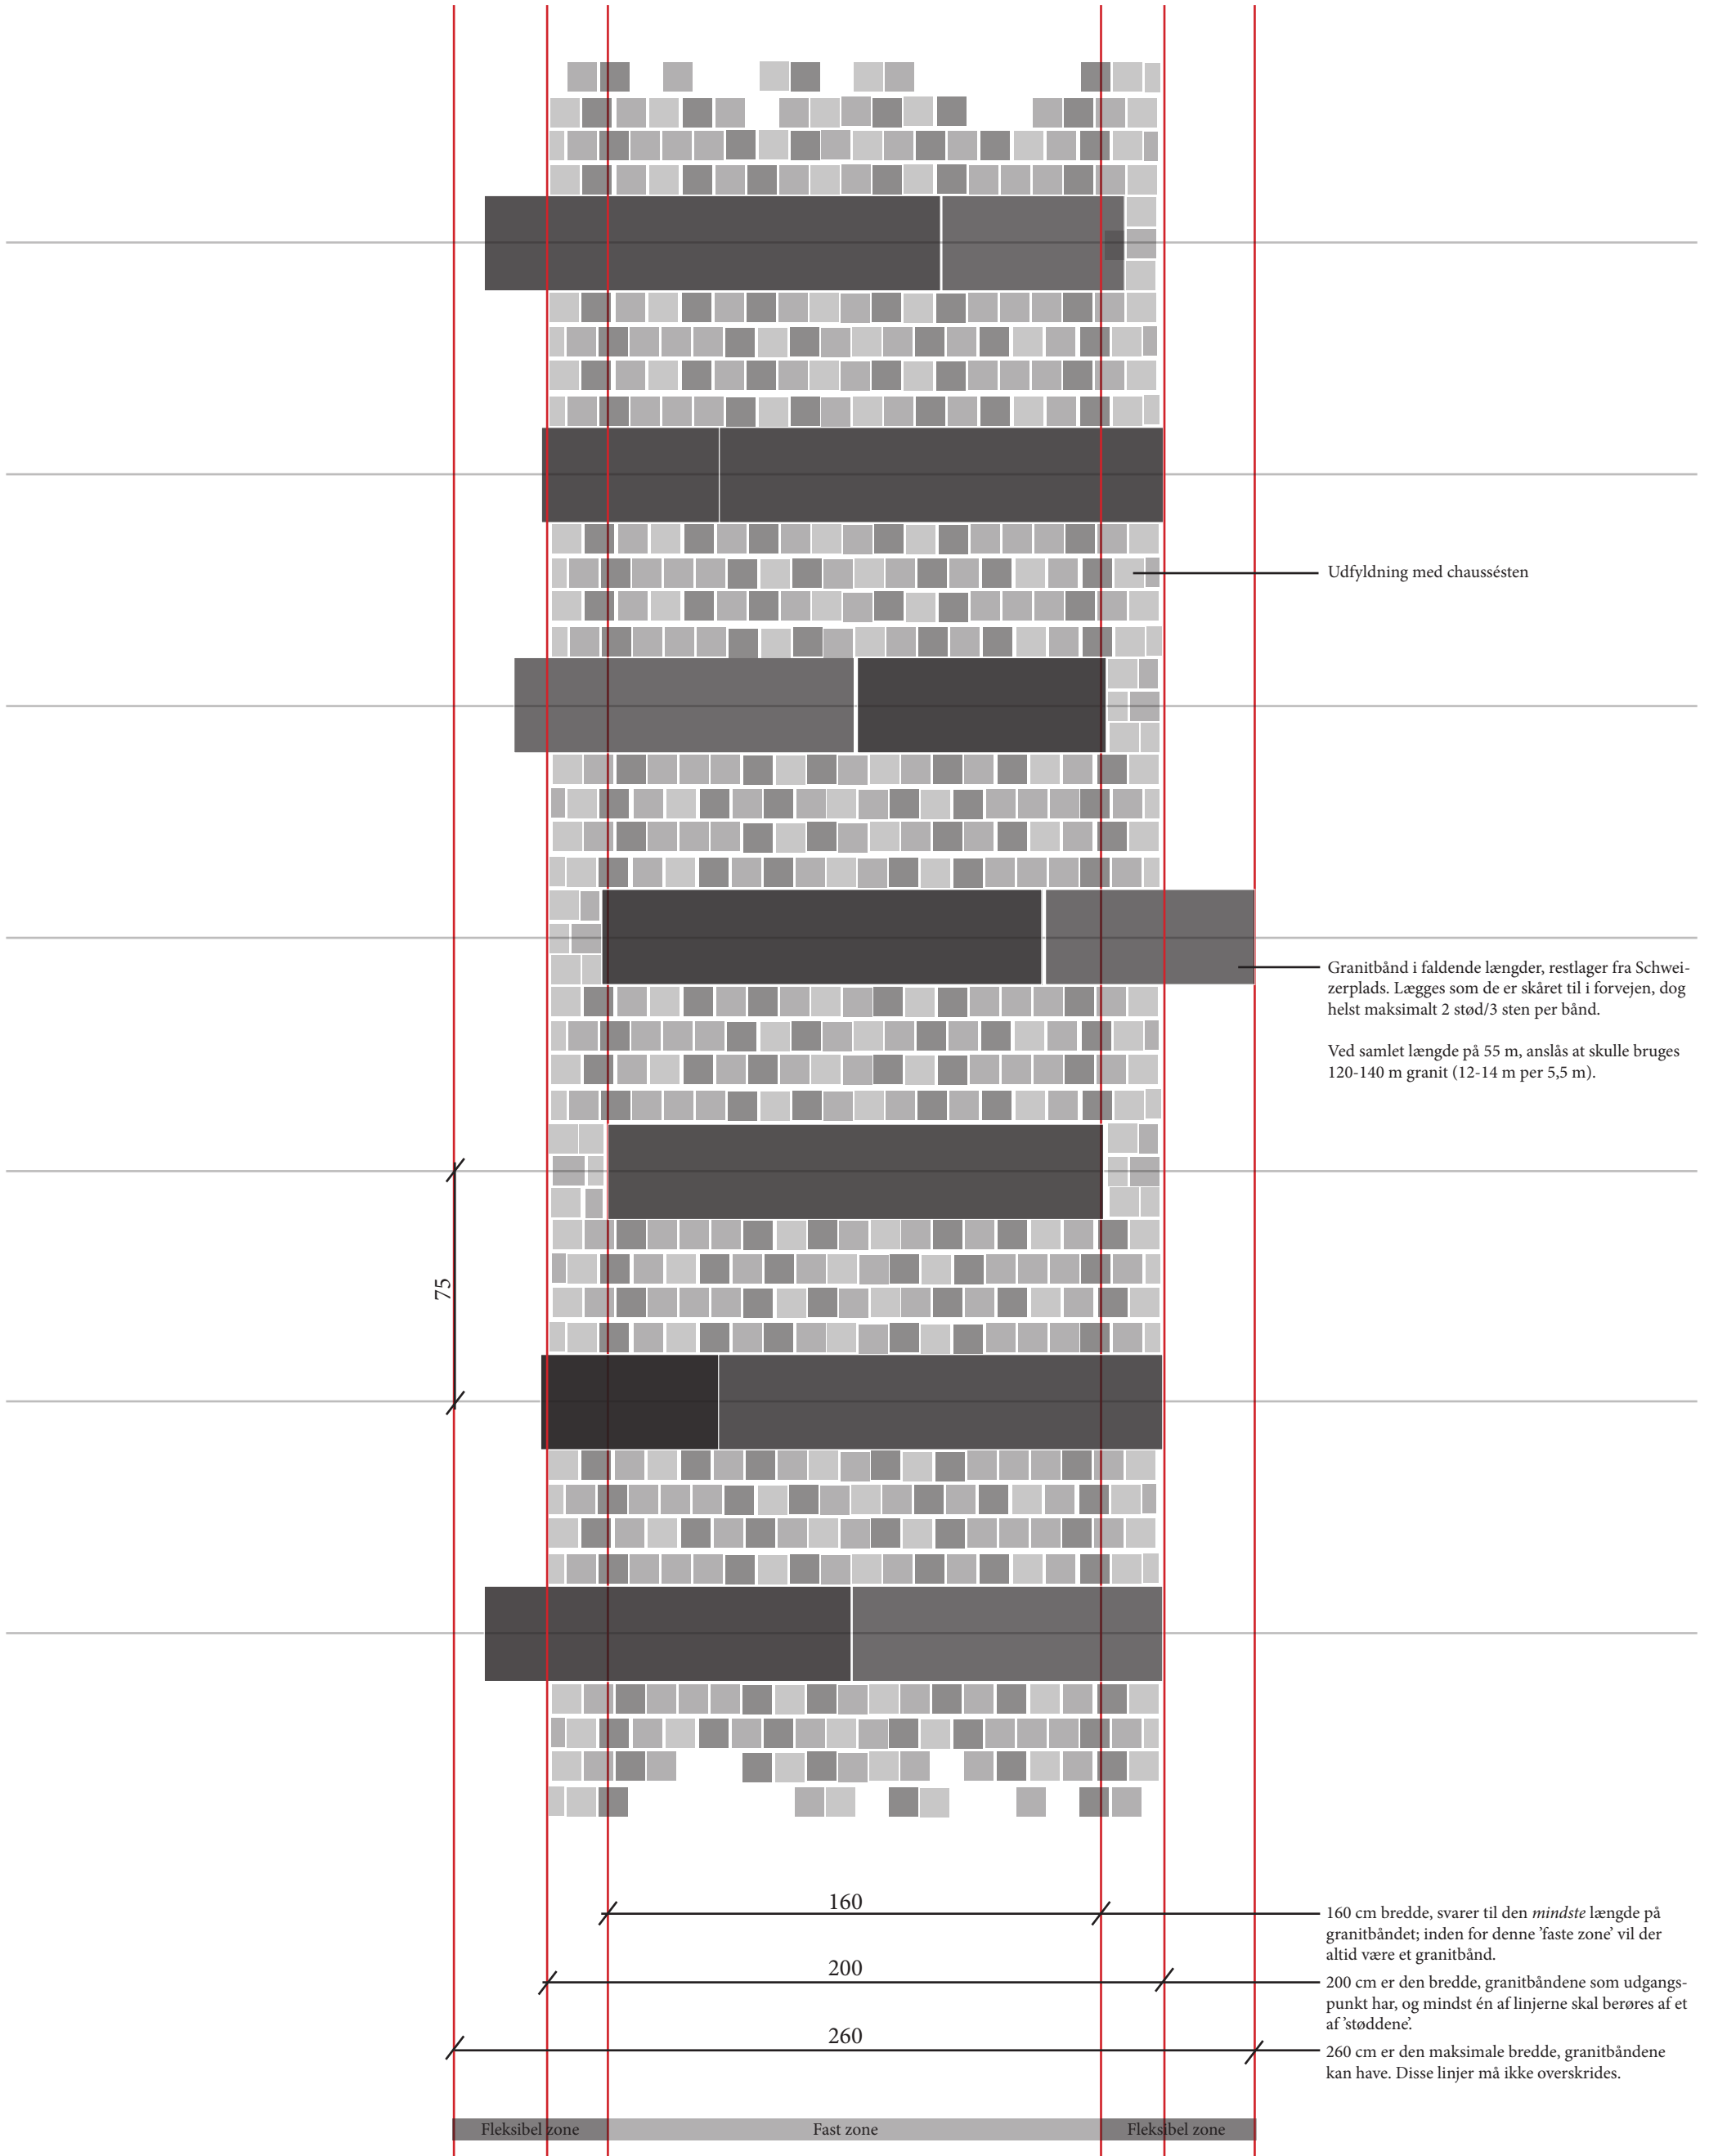 Udfyldning med chaussésten
Granitbånd i faldende længder, restlager fra Schwei-
zerplads. Lægges som de er skåret til i forvejen, dog
helst maksimalt 2 stød/3 sten per bånd.
Ved samlet længde på 55 m, anslås at skulle bruges
120-140 m granit (12-14 m per 5,5 m).
75
160
160 cm bredde, svarer til den mindste længde på
granitbåndet; inden for denne ’faste zone’ vil der
altid være et granitbånd.
200
200 cm er den bredde, granitbåndene som udgangs-
punkt har, og mindst én af linjerne skal berøres af et
af ’støddene’.
260
260 cm er den maksimale bredde, granitbåndene
kan have. Disse linjer må ikke overskrides.
Fleksibel zone
Fast zone
Fleksibel zone